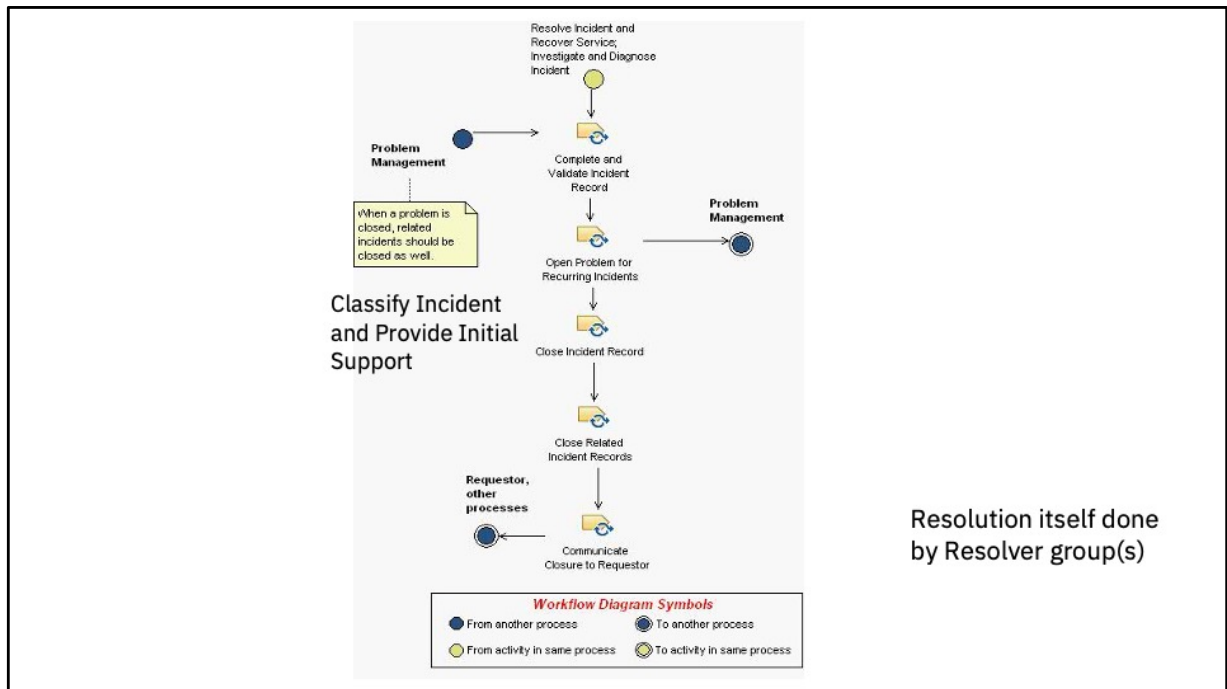 Resolve Incident and
Recover Service;
Investigate and Diagnose
Incident
Problem
Management
Complete and
Validate Incident
Record
When a problem is
closed, related
incidents should be
closed as well.
Problem
Management
Open Problem for
Recurring Incidents
Classify Incident
and Provide Initial
Support
Close Incident Record
Close Related
Incident Records
Requestor,
other
processes
Communicate
Closure to Requestor
Resolution itself done
by Resolver group(s)
Workflow Diagram Symbols
From another process
To another process
From activity in same process
To activity in same process